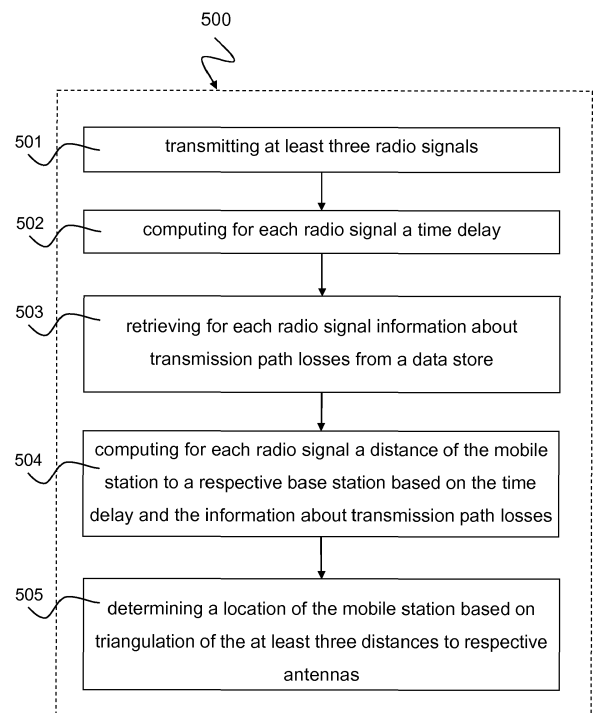 500
501
transmitting at least three radio signals
502
computing for each radio signal a time delay
503
retrieving for each radio signal information about
transmission path losses from a data store
504
computing for each radio signal a distance of the mobile
station to a respective base station based on the time
delay and the information about transmission path losses
505
determining a location of the mobile station based on
triangulation of the at least three distances to respective
antennas